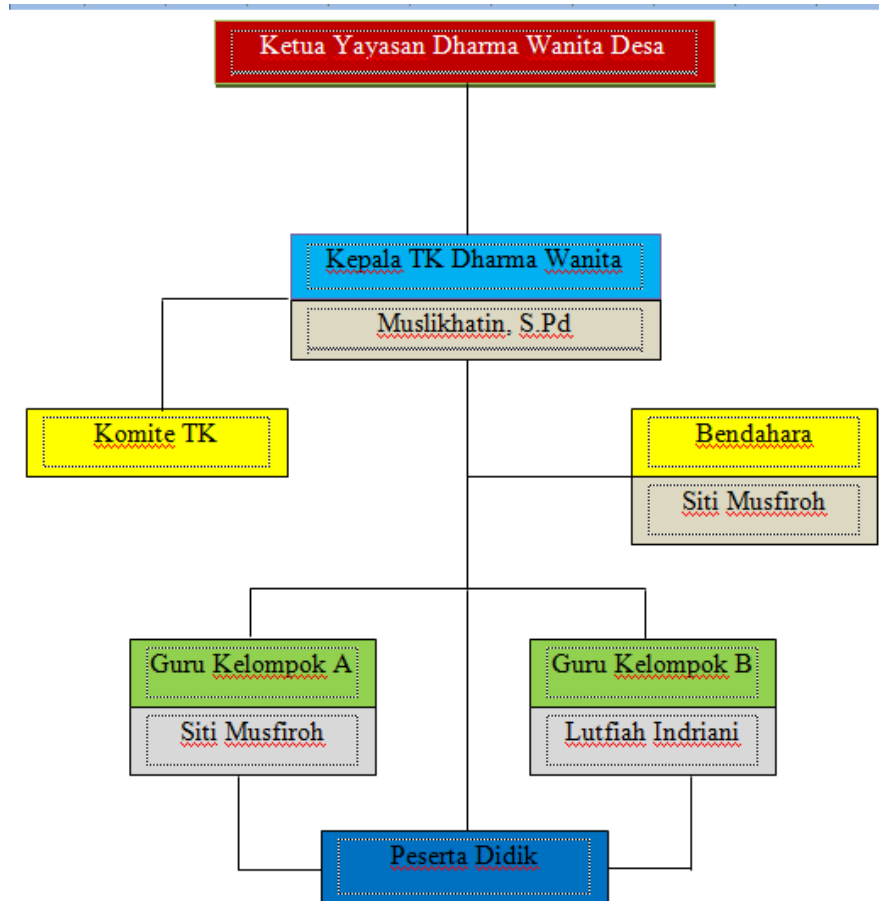 Ketua Yayasan Dharma Wanita Desa
Kepala TK Dharma Wanita
Muslikhatin, S.Pd
Komite TK
Bendahara
Siti Musfiroh
Guru Kelompok A
Guru Kelompok B
Siti Musfiroh
Lutfiah Indriani
Peserta Didik